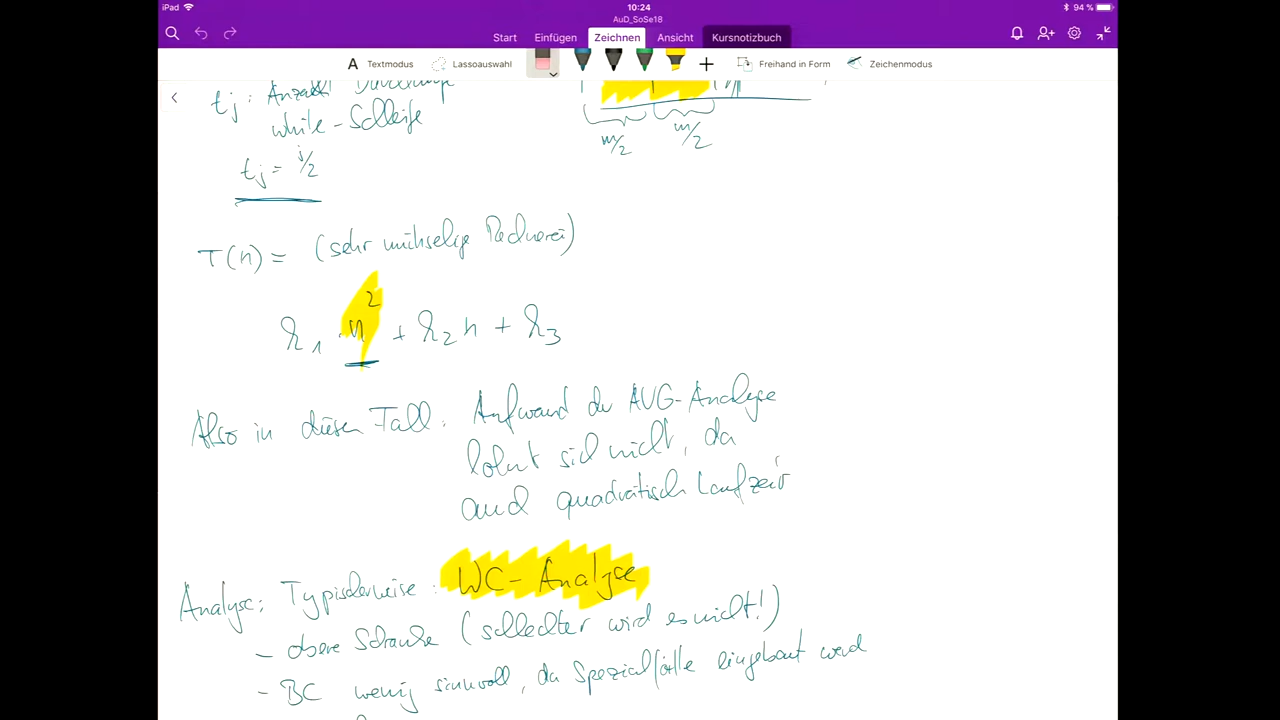 iPad 10:24 94 %
AuD_SoSe18
Start Einfügen Zeichnen Ansicht Kursnotizbuch
Textmodus Lassoauswahl Freihand in Form Zeichenmodus
tj : Anzahl
while-Schleife
m/2 m/2
tj = j/2
T(n) = (sehr mühselige Rechnerei)
k1 · n² + k2 n + k3
Also in diesem Fall: Aufwand der AVG-Analyse
lohnt sich nicht, da
auch quadratisch Laufzeit
Analyse: Typischerweise: WC-Analyse
- obere Schranke (schlechter wird es nicht!)
- BC wenig sinnvoll, da Spezialfälle eingebaut werd